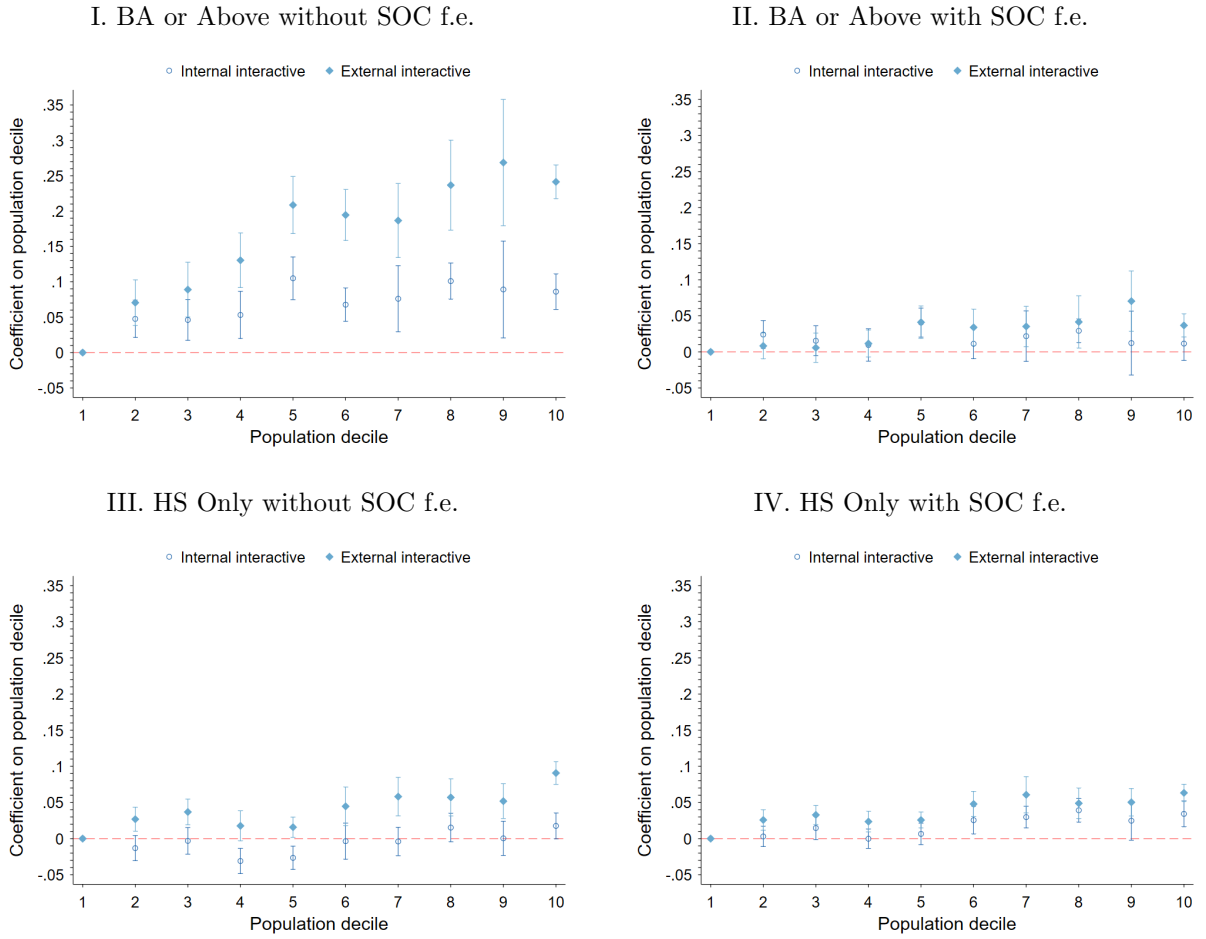 I. BA or Above without SOC f.e.
Internal interactive External interactive
Coefficient on population decile
.35
.3
.25
.2
.15
.1
.05
0
-.05
1 2 3 4 5 6 7 8 9 10
Population decile
II. BA or Above with SOC f.e.
Internal interactive External interactive
Coefficient on population decile
.35
.3
.25
.2
.15
.1
.05
0
-.05
1 2 3 4 5 6 7 8 9 10
Population decile
III. HS Only without SOC f.e.
Internal interactive External interactive
Coefficient on population decile
.35
.3
.25
.2
.15
.1
.05
0
-.05
1 2 3 4 5 6 7 8 9 10
Population decile
IV. HS Only with SOC f.e.
Internal interactive External interactive
Coefficient on population decile
.35
.3
.25
.2
.15
.1
.05
0
-.05
1 2 3 4 5 6 7 8 9 10
Population decile